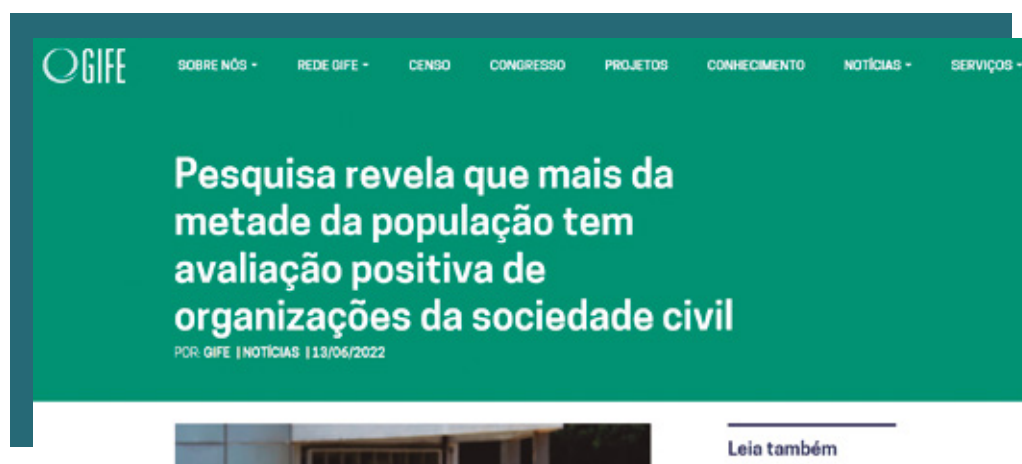 GIFE
SOBRE NÓS REDE GIFE CENSO CONGRESSO PROJETOS CONHECIMENTO NOTÍCIAS SERVIÇOS
Pesquisa revela que mais da
metade da população tem
avaliação positiva de
organizações da sociedade civil
POR: GIFE | NOTÍCIAS | 13/06/2022
Leia também